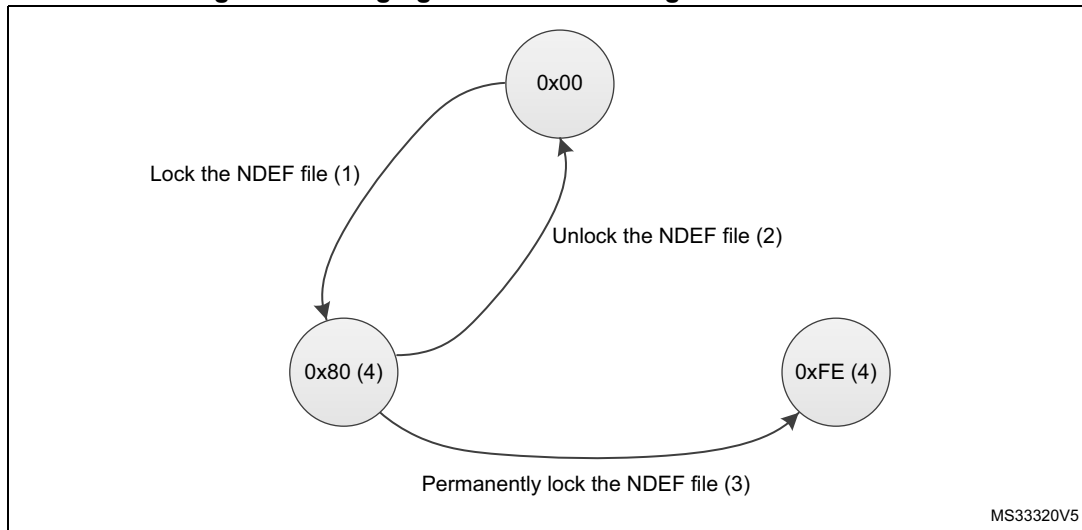 0x00
Lock the NDEF file (1)
Unlock the NDEF file (2)
0x80 (4)
0xFE (4)
Permanently lock the NDEF file (3)
MS33320V5